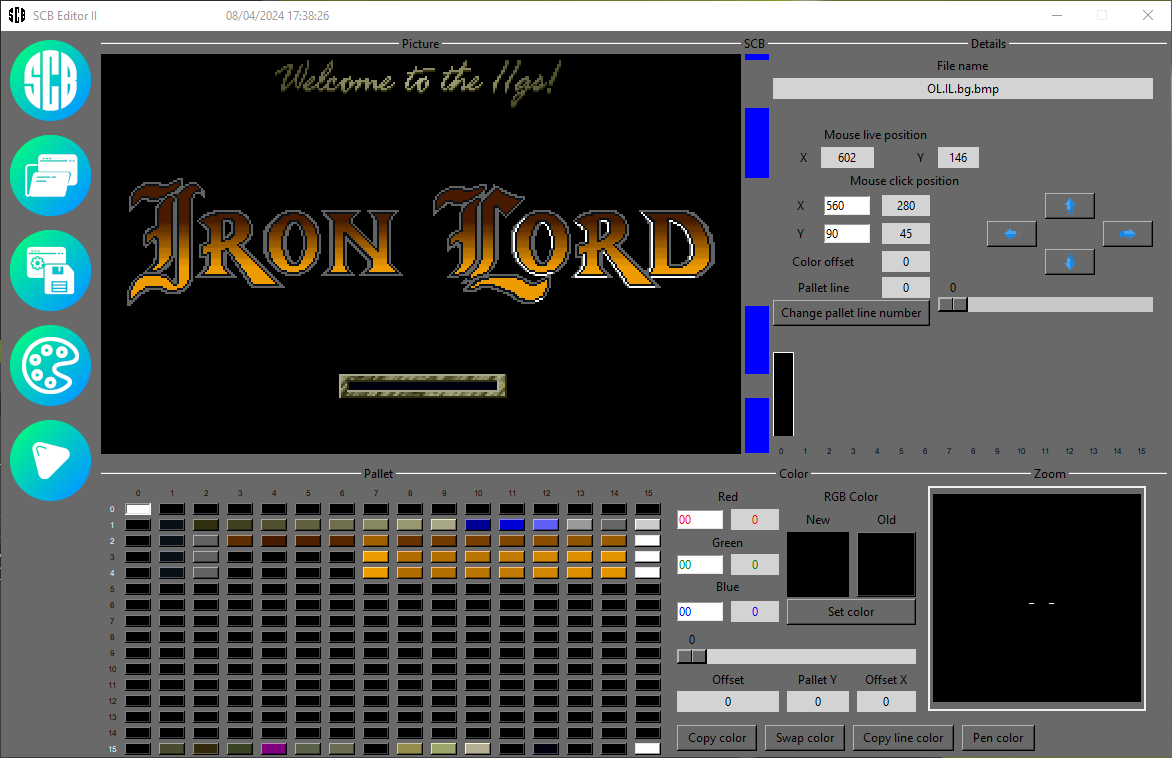 SCB SCB Editor II 08/04/2024 17:38:26
Picture SCB Details
SCB
Welcome to the IIgs!
Iron Lord
File name
OL.IL.bg.bmp
Mouse live position
X 602 Y 146
Mouse click position
X 560 280
Y 90 45
Color offset 0
Pallet line 0 0
Change pallet line number
0 1 2 3 4 5 6 7 8 9 10 11 12 13 14 15
Pallet Color Zoom
0 1 2 3 4 5 6 7 8 9 10 11 12 13 14 15
0
1
2
3
4
5
6
7
8
9
10
11
12
13
14
15
Red RGB Color
00 0 New Old
Green
00 0
Blue
00 0 Set color
0
Offset Pallet Y Offset X
0 0 0
Copy color Swap color Copy line color Pen color